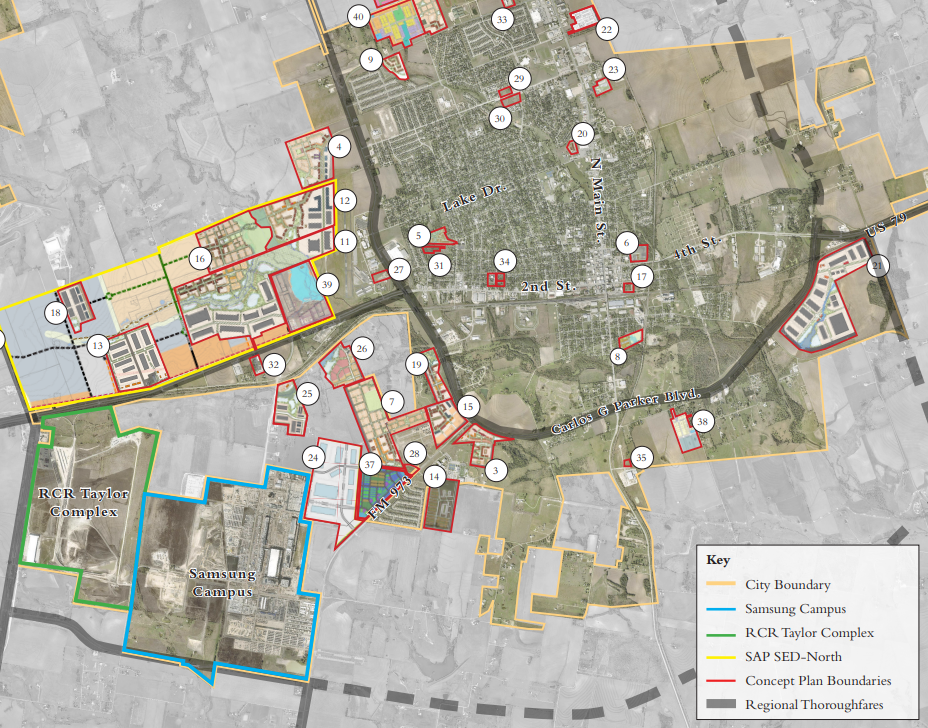 40
33
22
9
29
23
30
20
4
N Main St.
12
Lake Dr.
US 79
5
11
6
4th St.
16
31
34
21
27
17
39
2nd St.
18
13
26
8
32
19
25
7
15
Carlos G Parker Blvd.
38
24
28
37
3
35
14
FM 973
RCR Taylor
Complex
Samsung
Campus
Key
City Boundary
Samsung Campus
RCR Taylor Complex
SAP SED-North
Concept Plan Boundaries
Regional Thoroughfares